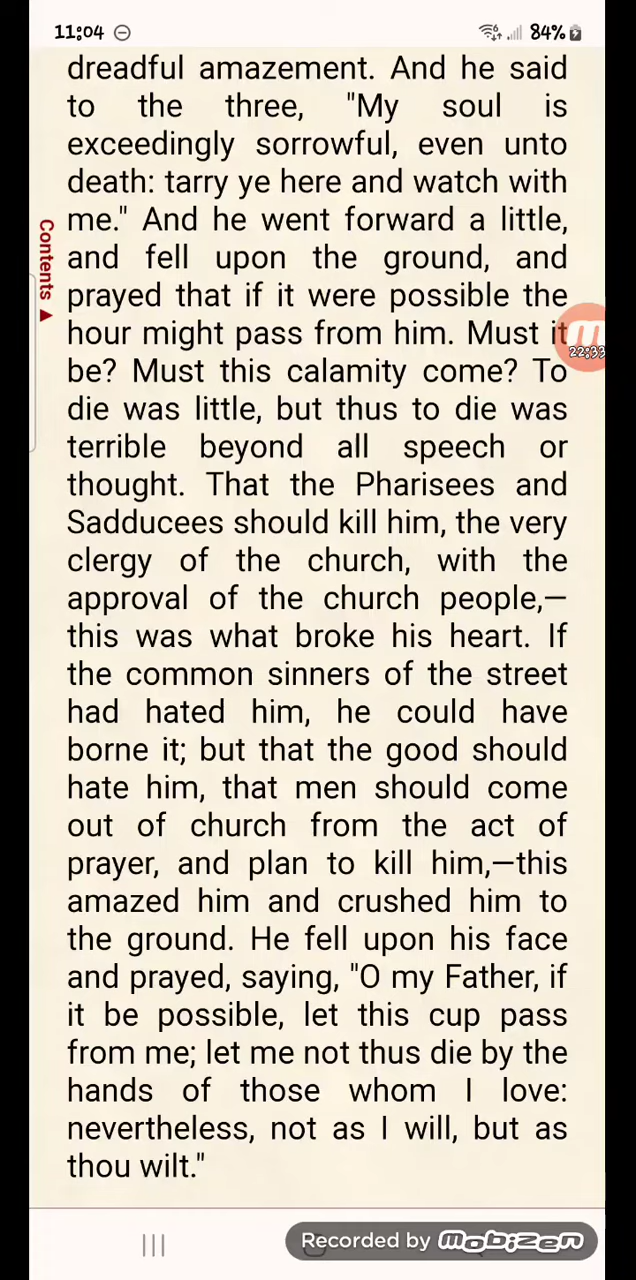 11:04
84%
dreadful amazement. And he said
to the three, "My soul is
exceedingly sorrowful, even unto
death: tarry ye here and watch with
me." And he went forward a little,
and fell upon the ground, and
prayed that if it were possible the
hour might pass from him. Must it
be? Must this calamity come? To
die was little, but thus to die was
terrible beyond all speech or
thought. That the Pharisees and
Sadducees should kill him, the very
clergy of the church, with the
approval of the church people,—
this was what broke his heart. If
the common sinners of the street
had hated him, he could have
borne it; but that the good should
hate him, that men should come
out of church from the act of
prayer, and plan to kill him,—this
amazed him and crushed him to
the ground. He fell upon his face
and prayed, saying, "O my Father, if
it be possible, let this cup pass
from me; let me not thus die by the
hands of those whom I love:
nevertheless, not as I will, but as
thou wilt."
Contents ▲
22:33
Recorded by mobizen